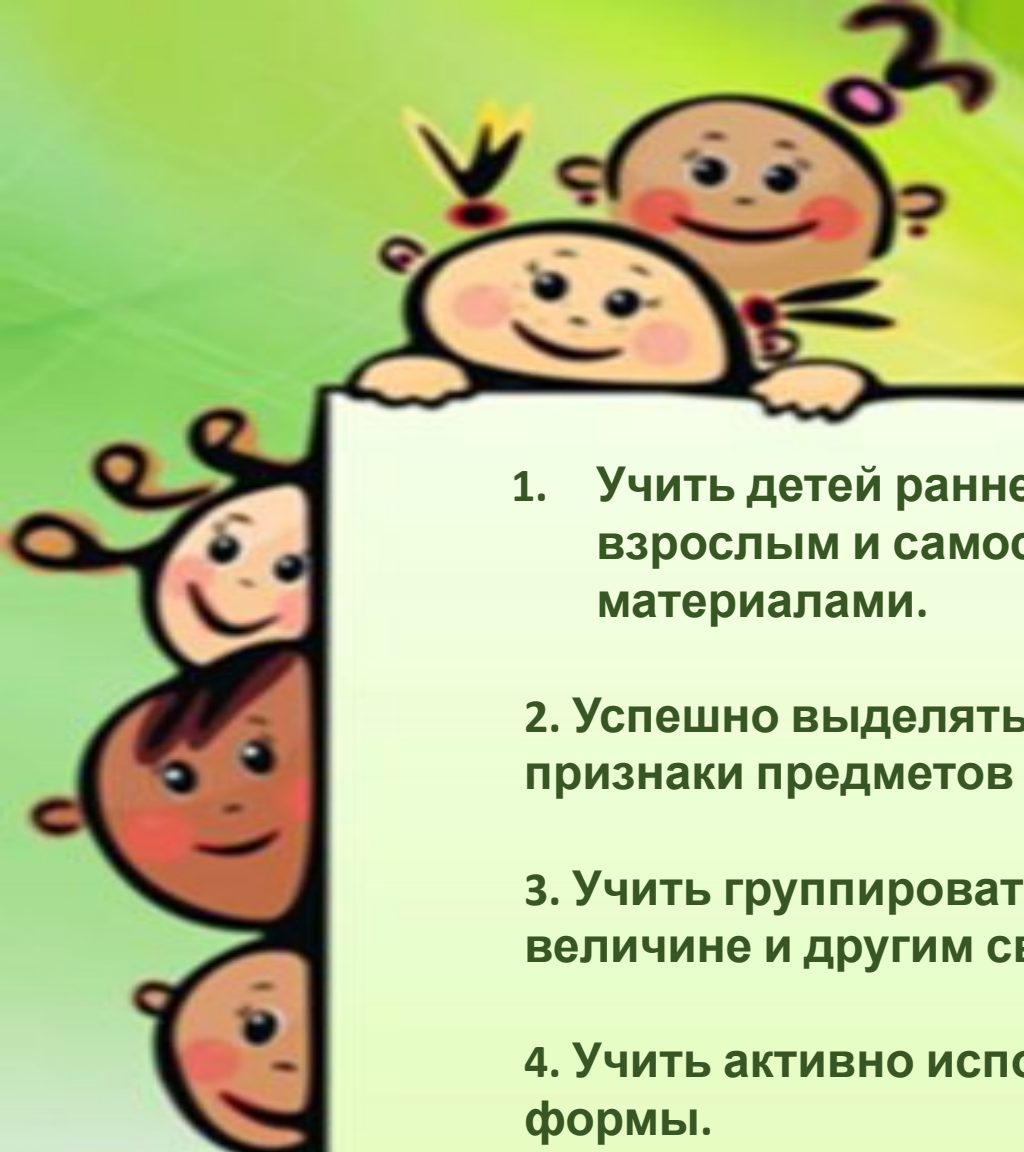 1. Учить детей ранне
взрослым и самос
материалами.
2. Успешно выделять
признаки предметов
3. Учить группироват
величине и другим св
4. Учить активно испо
формы.